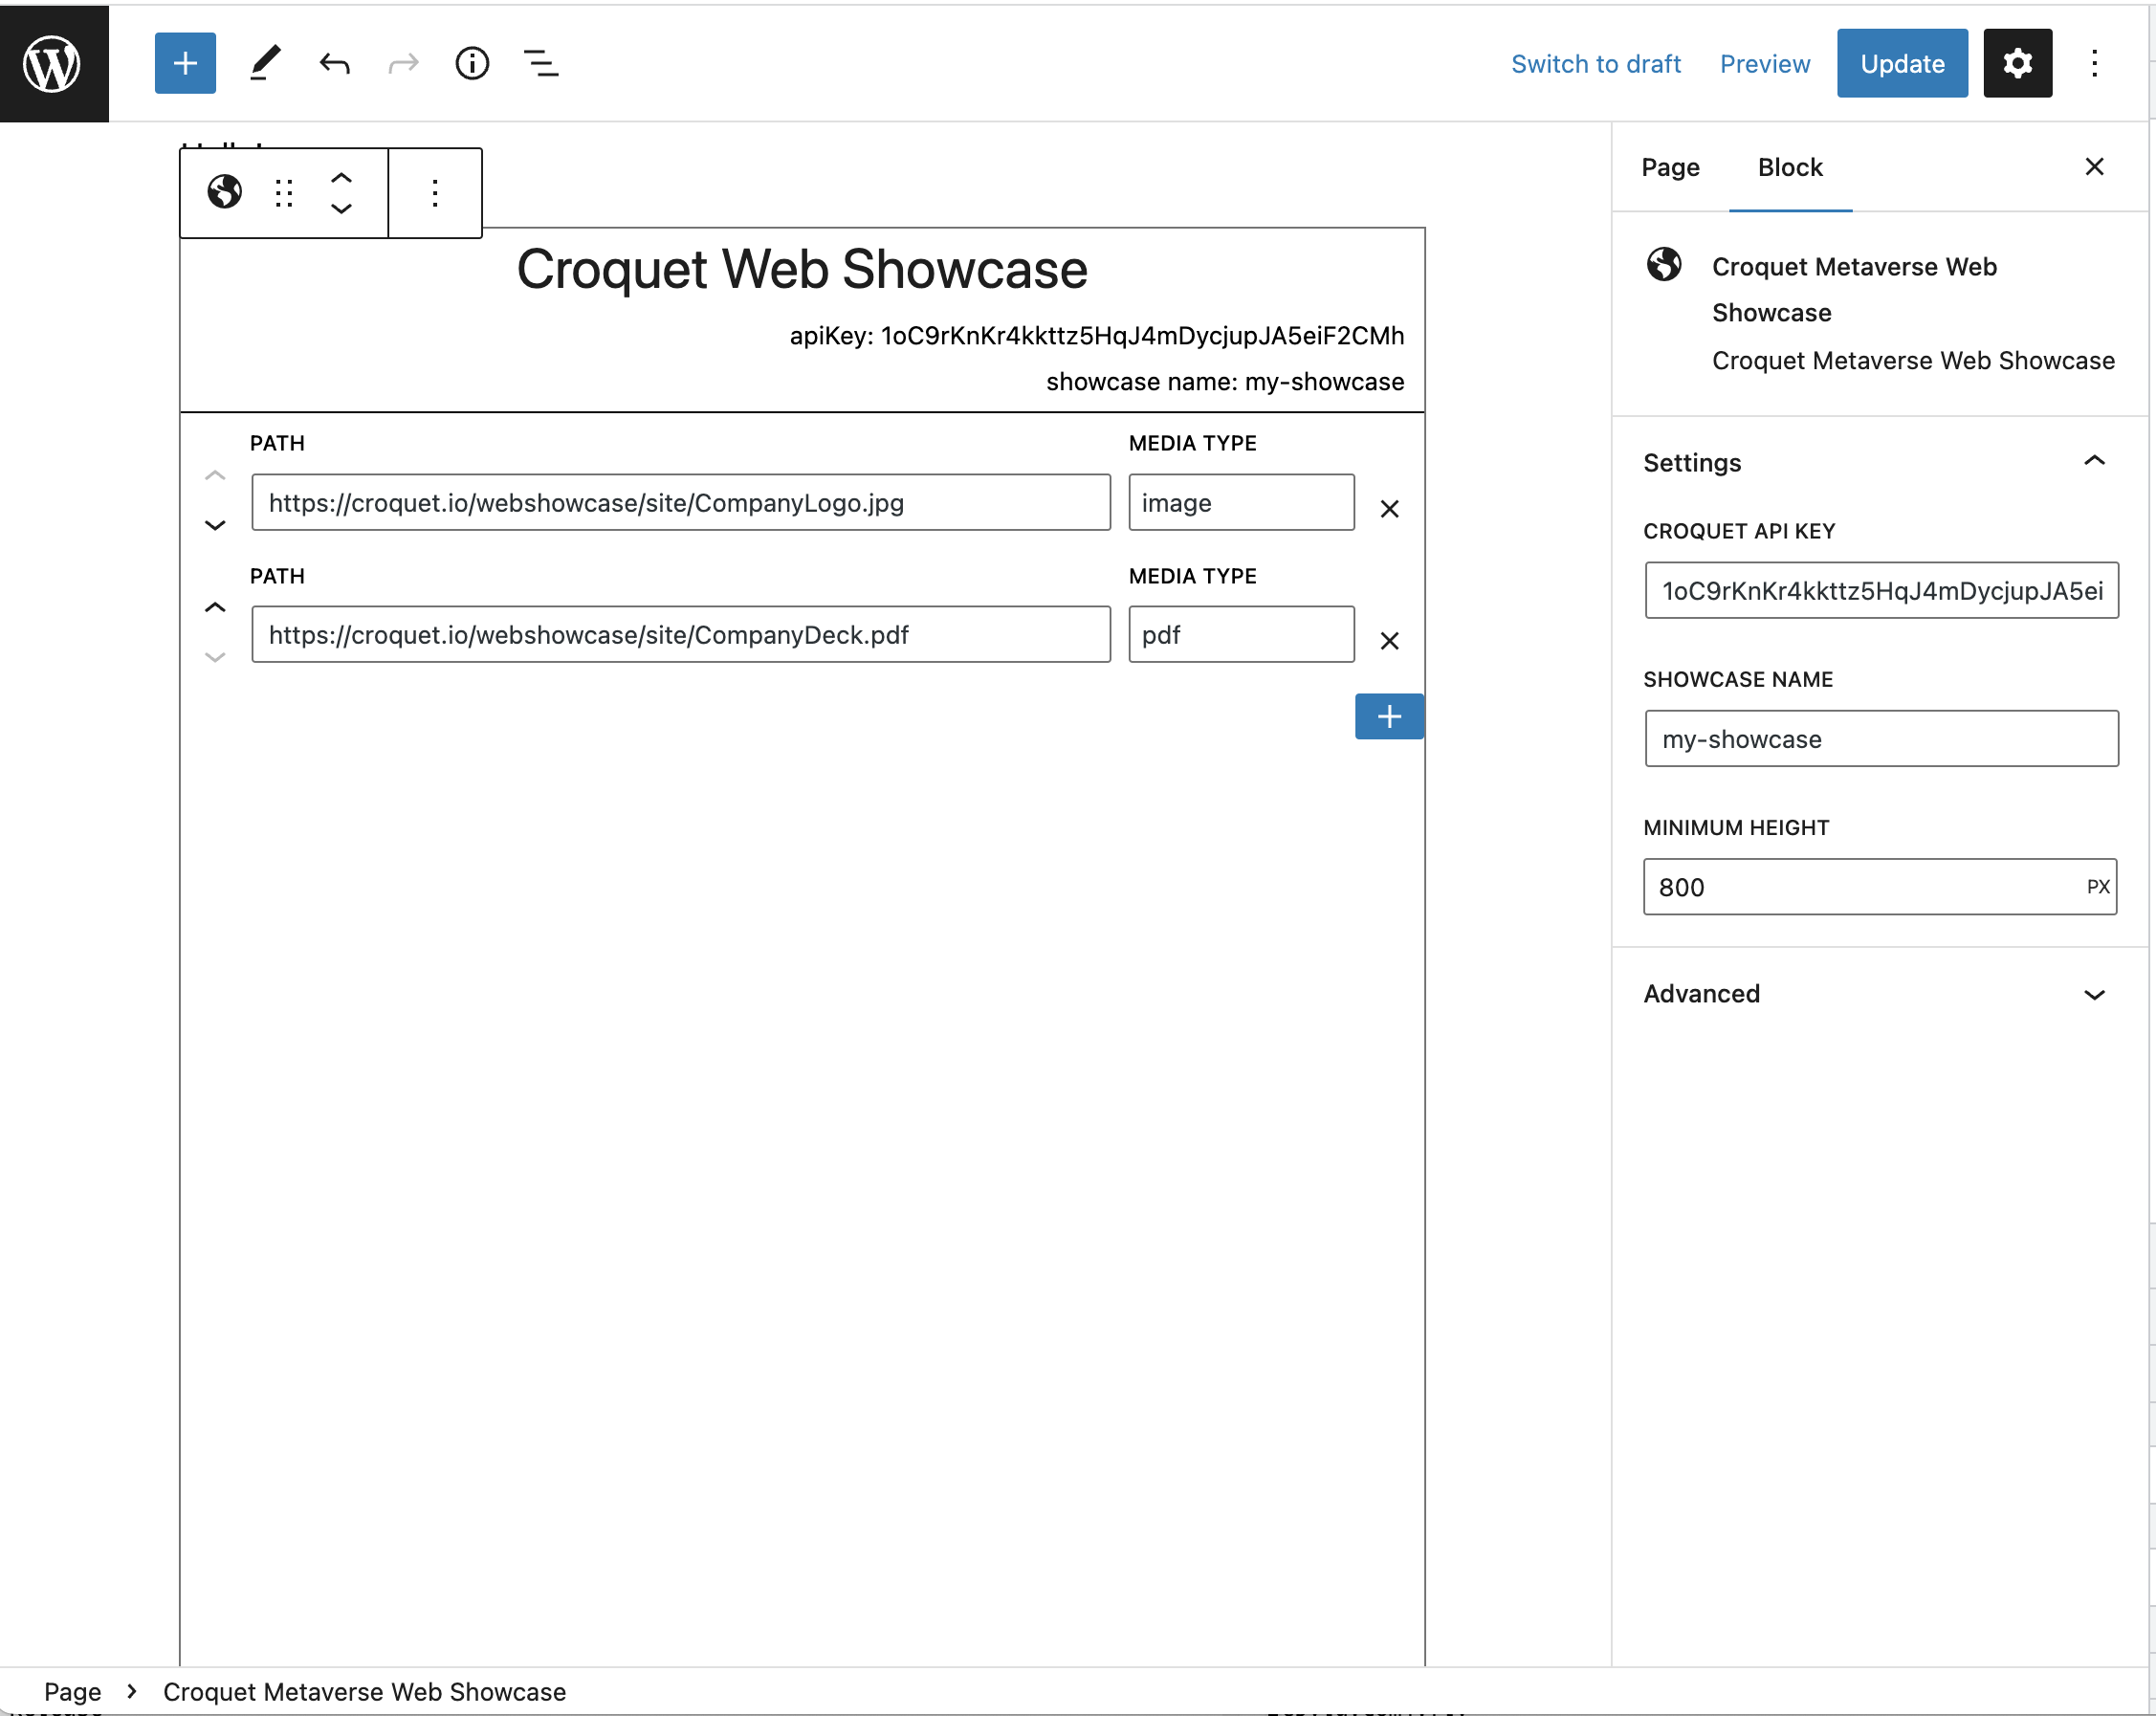 Switch to draft Preview Update
Croquet Web Showcase
apiKey: 1oC9rKnKr4kkttz5HqJ4mDycjupJA5eiF2CMh
showcase name: my-showcase
PATH MEDIA TYPE
https://croquet.io/webshowcase/site/CompanyLogo.jpg image
PATH MEDIA TYPE
https://croquet.io/webshowcase/site/CompanyDeck.pdf pdf
Page Block
Croquet Metaverse Web
Showcase
Croquet Metaverse Web Showcase
Settings
CROQUET API KEY
1oC9rKnKr4kkttz5HqJ4mDycjupJA5ei
SHOWCASE NAME
my-showcase
MINIMUM HEIGHT
800 PX
Advanced
Page Croquet Metaverse Web Showcase